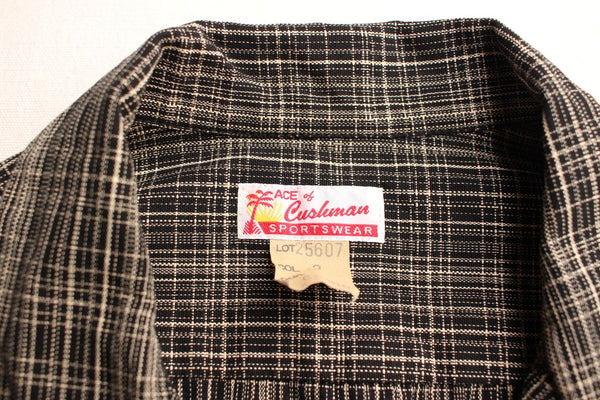 ACE of
Cushman
SPORTSWEAR
LOT 25607